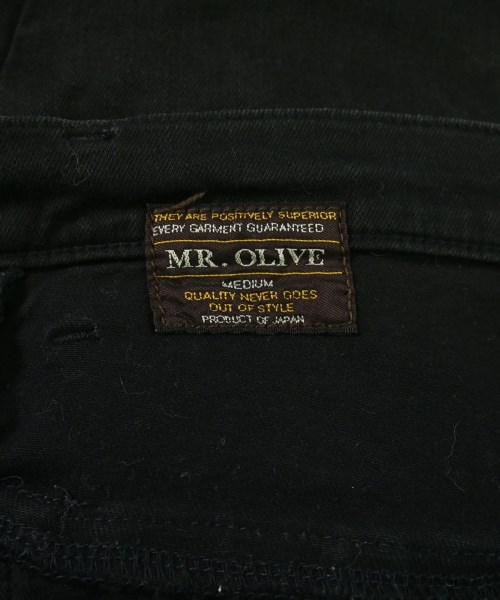 THEY ARE POSITIVELY SUPERIOR
EVERY GARMENT GUARANTEED
MR. OLIVE
MEDIUM
QUALITY NEVER GOES
OUT OF STYLE
PRODUCT OF JAPAN